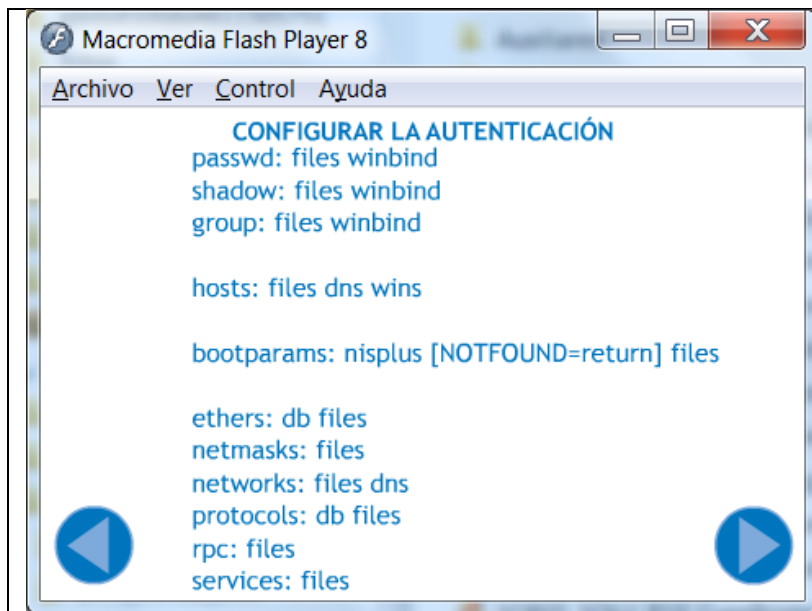 Macromedia Flash Player 8
Archivo Ver Control Ayuda
CONFIGURAR LA AUTENTICACIÓN
passwd: files winbind
shadow: files winbind
group: files winbind
hosts: files dns wins
bootparams: nisplus [NOTFOUND=return] files
ethers: db files
netmasks: files
networks: files dns
protocols: db files
rpc: files
services: files